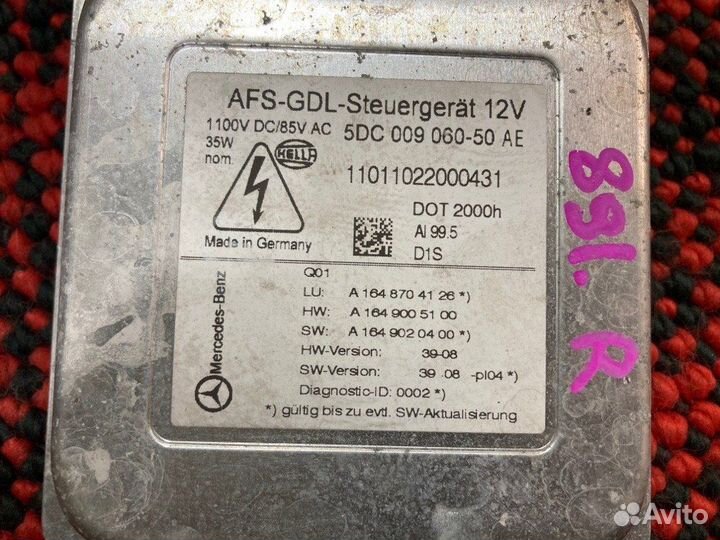 AFS-GDL-Steuergerät 12V
1100V DC/85V AC 5DC 009 060-50 AE
35W
nom.
HELLA
11011022000431
DOT 2000h
Al 99.5
D1S
Made in Germany
Mercedes-Benz
Q01
LU: A 164 870 41 26 *)
HW: A 164 900 51 00
SW: A 164 902 04 00 *)
HW-Version: 39.08
SW-Version: 39 .08 -pl04 *)
Diagnostic-ID: 0002 *)
*) gültig bis zu evtl. SW-Aktualisierung
891. R
Avito